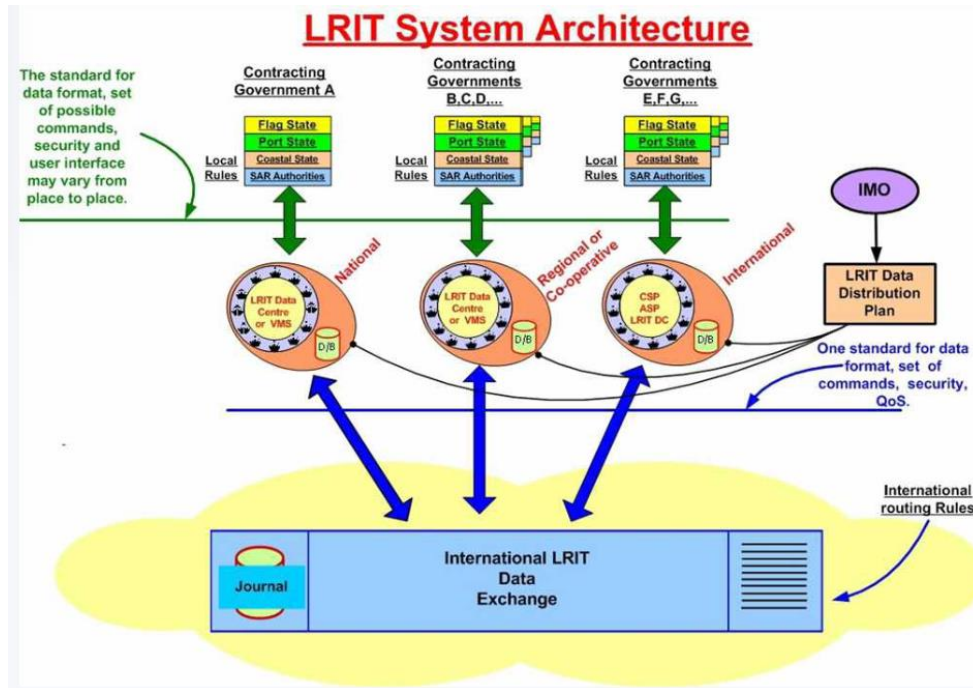 LRIT System Architecture
The standard for
data format, set
of possible
commands,
security and
user interface
may vary from
place to place.
Contracting
Government A
Flag State
Port State
Coastal State
SAR Authorities
Local
Rules
Contracting
Governments
B,C,D,...
Flag State
Port State
Coastal State
SAR Authorities
Local
Rules
Contracting
Governments
E,F,G,...
Flag State
Port State
Coastal State
SAR Authorities
Local
Rules
IMO
LRIT Data
Distribution
Plan
National
LRIT Data
Centre
or VMS
D/B
Regional or
Co-operative
LRIT Data
Centre
or VMS
D/B
International
CSP
ASP
LRIT DC
D/B
One standard for data
format, set of
commands, security,
QoS.
International
routing Rules
Journal
International LRIT
Data
Exchange